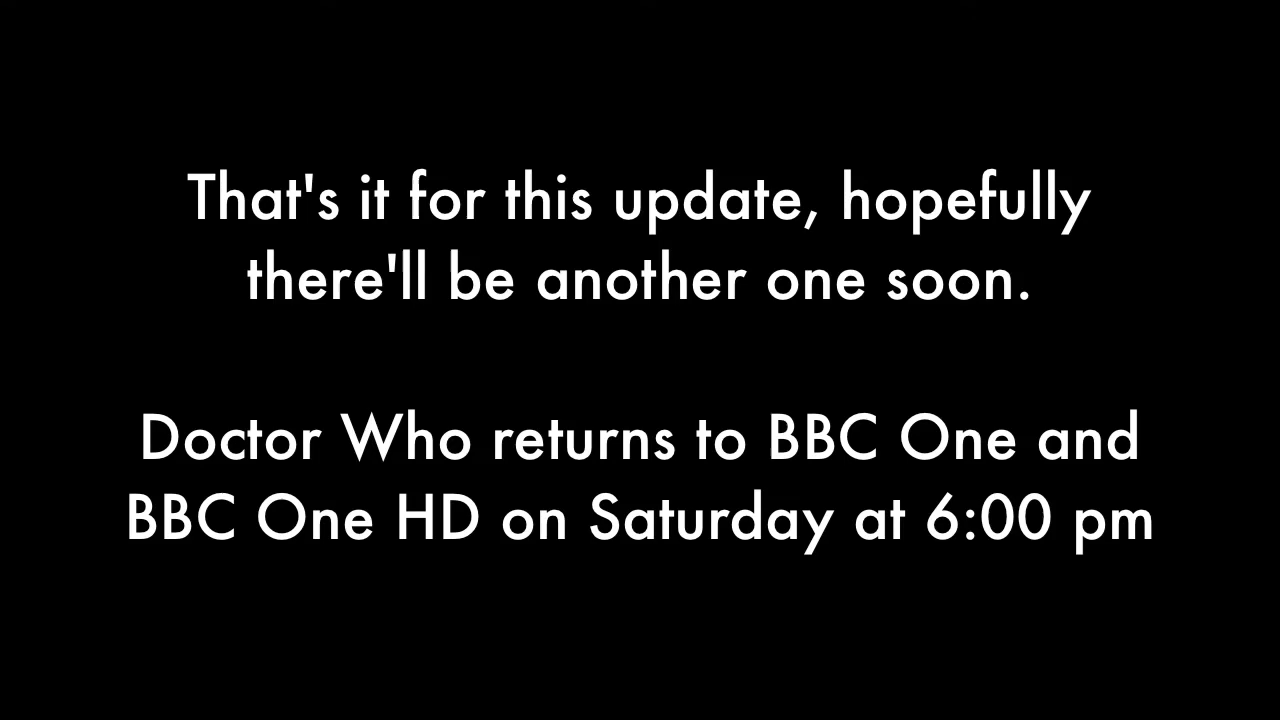 That's it for this update, hopefully
there'll be another one soon.
Doctor Who returns to BBC One and
BBC One HD on Saturday at 6:00 pm